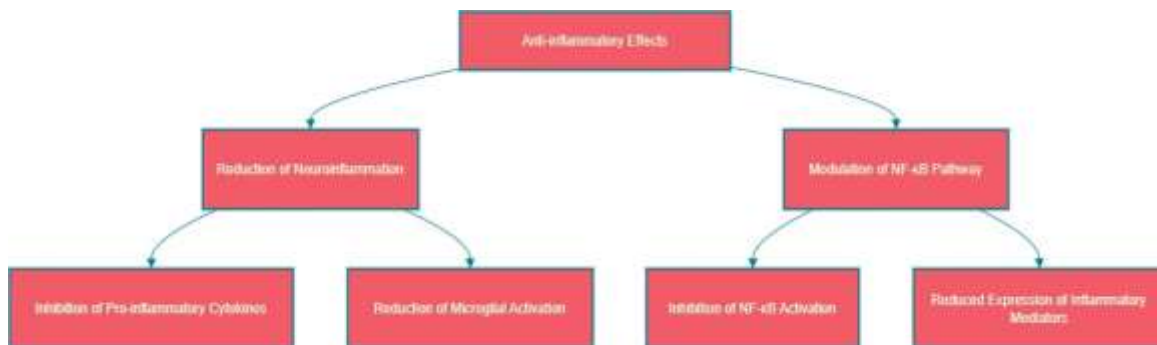 Anti-inflammatory Effects
Reduction of Neuroinflammation
Modulation of NF-κB Pathway
Inhibition of Pro-inflammatory Cytokines
Reduction of Microglial Activation
Inhibition of NF-κB Activation
Reduced Expression of Inflammatory
Mediators